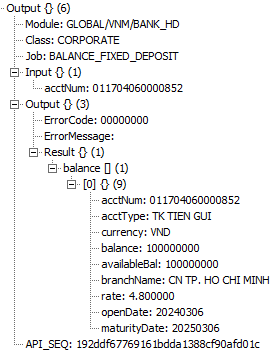 Output {} (6)
Module: GLOBAL/VNM/BANK_HD
Class: CORPORATE
Job: BALANCE_FIXED_DEPOSIT
Input {} (1)
acctNum: 011704060000852
Output {} (3)
ErrorCode: 00000000
ErrorMessage:
Result {} (1)
balance [] (1)
[0] {} (9)
acctNum: 011704060000852
acctType: TK TIEN GUI
currency: VND
balance: 100000000
availableBal: 100000000
branchName: CN TP. HO CHI MINH
rate: 4.800000
openDate: 20240306
maturityDate: 20250306
API_SEQ: 192ddf67769161bdda1388cf90afd01c